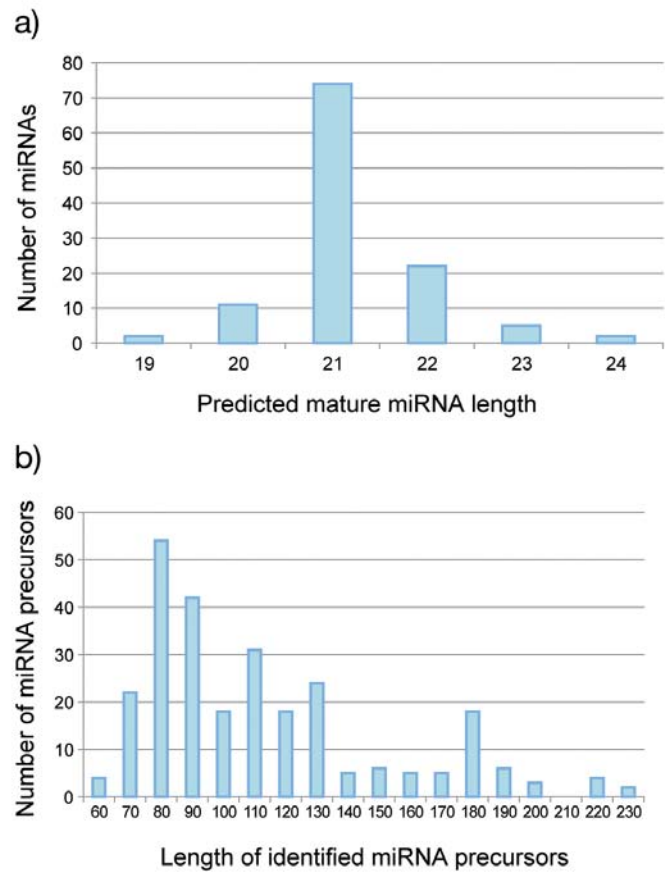 a)
Number of miRNAs
80
70
60
50
40
30
20
10
0
19 20 21 22 23 24
Predicted mature miRNA length
b)
Number of miRNA precursors
60
50
40
30
20
10
0
60 70 80 90 100 110 120 130 140 150 160 170 180 190 200 210 220 230
Length of identified miRNA precursors